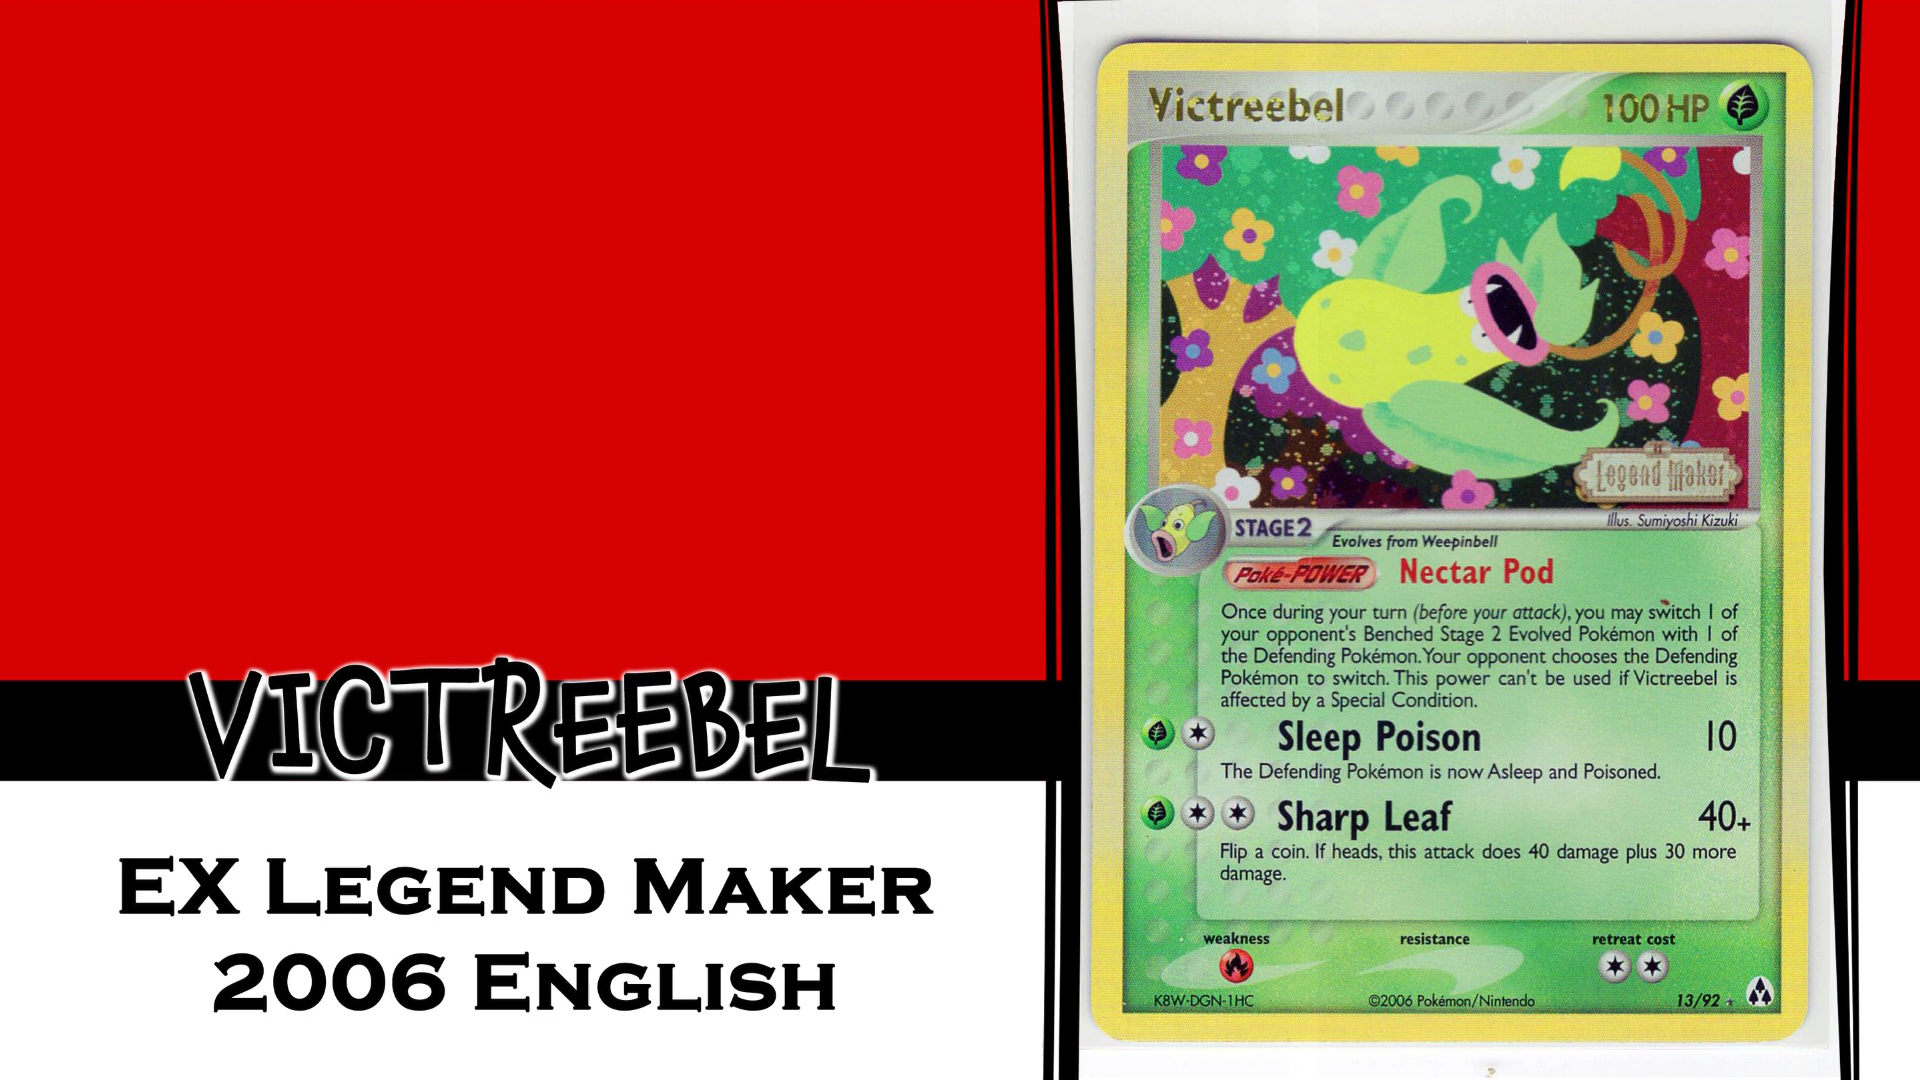 VICTREEBEL
EX LEGEND MAKER
2006 ENGLISH
Victreebel 100 HP
EX
Legend Maker
Illus. Sumiyoshi Kizuki
STAGE 2
Evolves from Weepinbell
Poké-POWER Nectar Pod
Once during your turn (before your attack), you may switch 1 of
your opponent's Benched Stage 2 Evolved Pokémon with 1 of
the Defending Pokémon. Your opponent chooses the Defending
Pokémon to switch. This power can't be used if Victreebel is
affected by a Special Condition.
Sleep Poison 10
The Defending Pokémon is now Asleep and Poisoned.
Sharp Leaf 40+
Flip a coin. If heads, this attack does 40 damage plus 30 more
damage.
weakness resistance retreat cost
K8W-DGN-1HC ©2006 Pokémon/Nintendo 13/92 ★